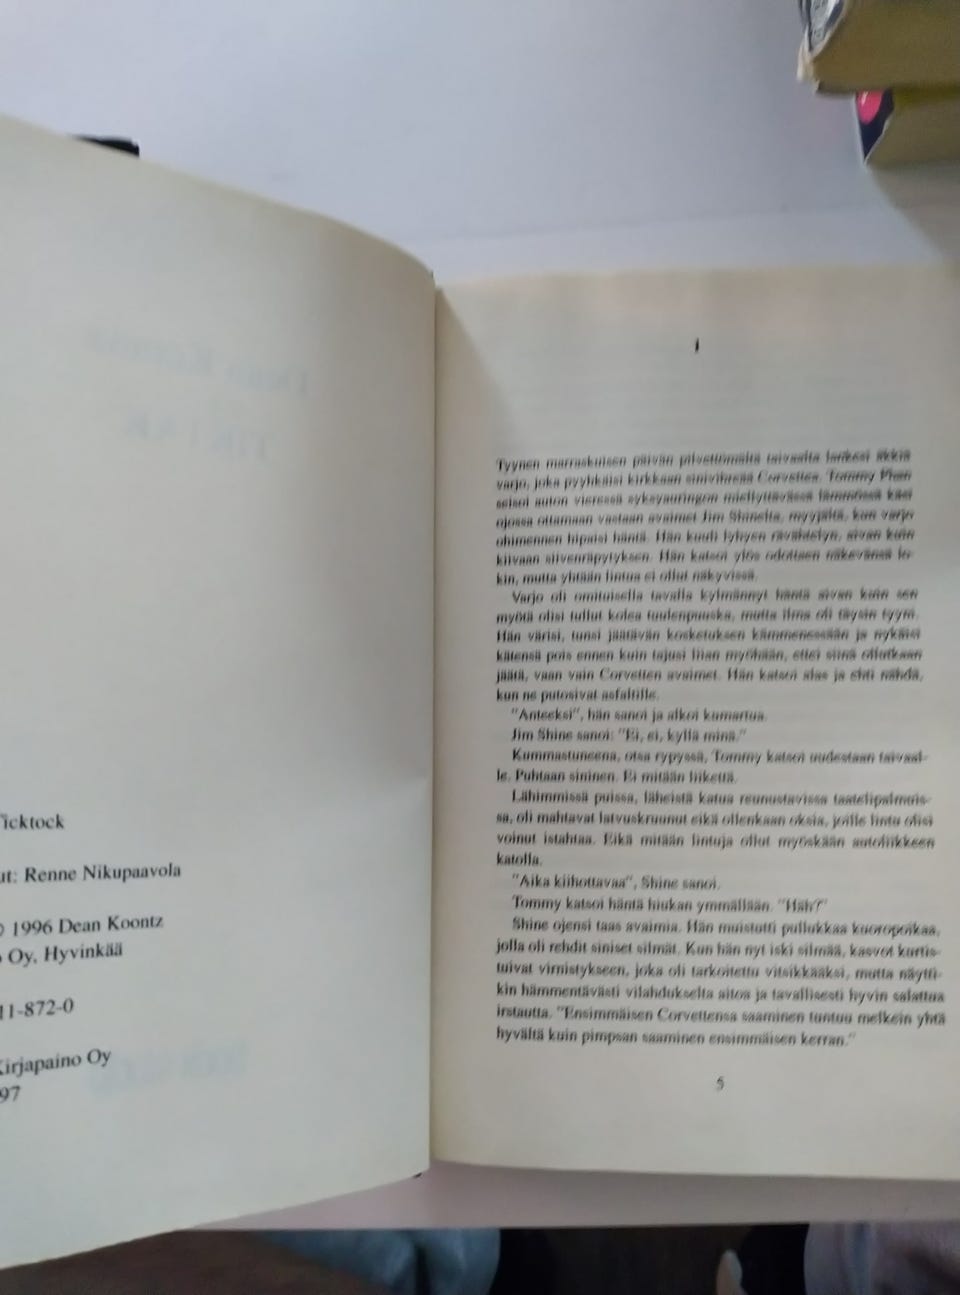 Ticktock
ut: Renne Nikupaavola
© 1996 Dean Koontz
Oy, Hyvinkää
11-872-0
Kirjapaino Oy
97
1
Tyynen marraskuisen päivän pilvettömältä taivaalta lankesi äkkiä
varjo, joka pyyhkäisi kirkkaan sinivihreää Corvettea. Tommy Phan
seisoi auton vieressä syksyauringon miellyttävässä lämmössä käsi
ojossa ottamaan vastaan avaimet Jim Shinelta, myyjältä, kun varjo
ohimennen hipaisi häntä. Hän kuuli lyhyen rävähtelyn, aivan kuin
kiivaan siivenräpytyksen. Hän katsoi ylös odottaen näkevänsä lo-
kin, mutta yhtään lintua ei ollut näkyvissä.
Varjo oli omituisella tavalla kylmännyt häntä aivan kuin sen
myötä olisi tullut kolea tuulenpuuska, mutta ilma oli täysin tyyni.
Hän värisi, tunsi jäätävän kosketuksen kämmenessään ja nykäisi
kätensä pois ennen kuin tajusi liian myöhään, ettei siinä ollutkaan
jäätä, vaan vain Corvetten avaimet. Hän katsoi alas ja ehti nähdä,
kun ne putosivat asfaltille.
"Anteeksi", hän sanoi ja alkoi kumartua.
Jim Shine sanoi: "Ei, ei, kyllä minä."
Kummastuneena, otsa rypyssä, Tommy katsoi uudestaan taivaal-
le. Puhtaan sininen. Ei mitään liikettä.
Lähimmissä puissa, läheistä katua reunustavissa taatelipalmuis-
sa, oli mahtavat latvuskruunut eikä ollenkaan oksia, joille lintu olisi
voinut istahtaa. Eikä mitään lintuja ollut myöskään autoliikkeen
katolla.
"Aika kiihottavaa", Shine sanoi.
Tommy katsoi häntä hiukan ymmällään. "Häh?"
Shine ojensi taas avaimia. Hän muistutti pullukkaa kuoropoikaa,
jolla oli rehdit siniset silmät. Kun hän nyt iski silmää, kasvot kurtis-
tuivat virnistykseen, joka oli tarkoitettu vitsikkääksi, mutta näytti-
kin hämmentävästi vilahdukselta aitoa ja tavallisesti hyvin salattua
irstautta. "Ensimmäisen Corvettensa saaminen tuntuu melkein yhtä
hyvältä kuin pimpsan saaminen ensimmäisen kerran."
5